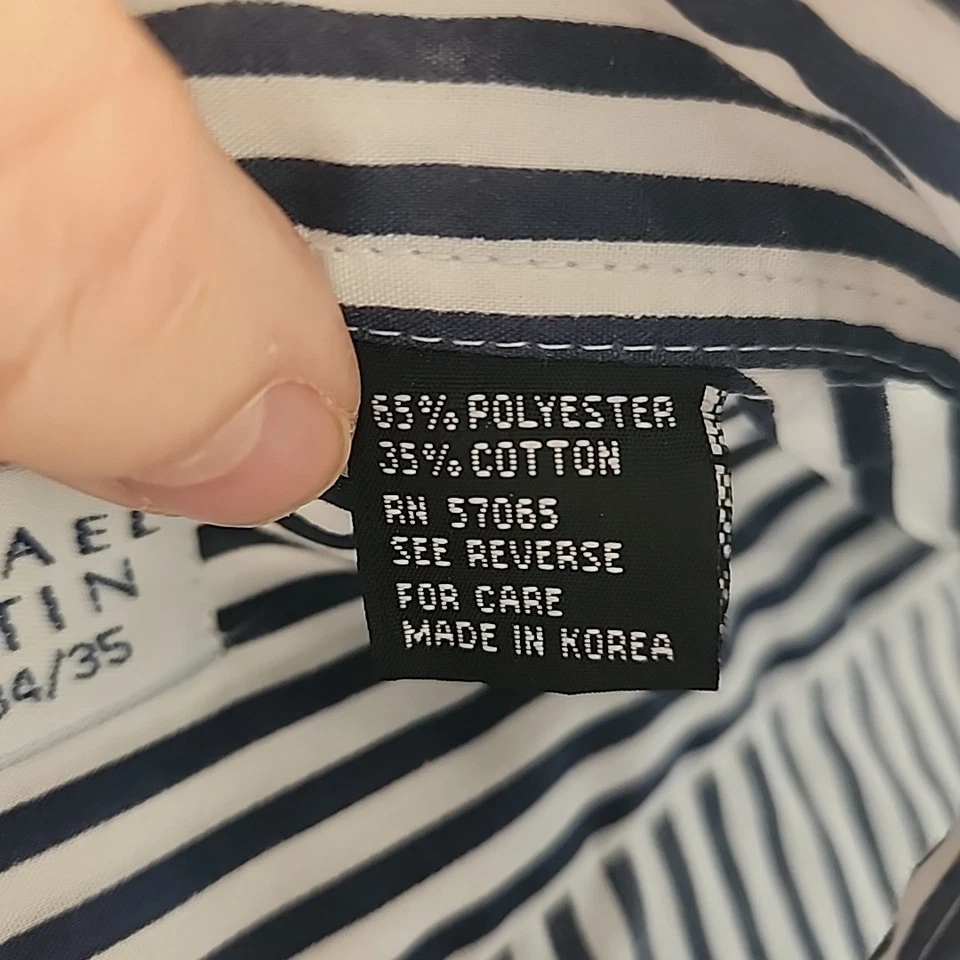 65% POLYESTER
35% COTTON
RN 57065
SEE REVERSE
FOR CARE
MADE IN KOREA
AEL
TIN
34/35